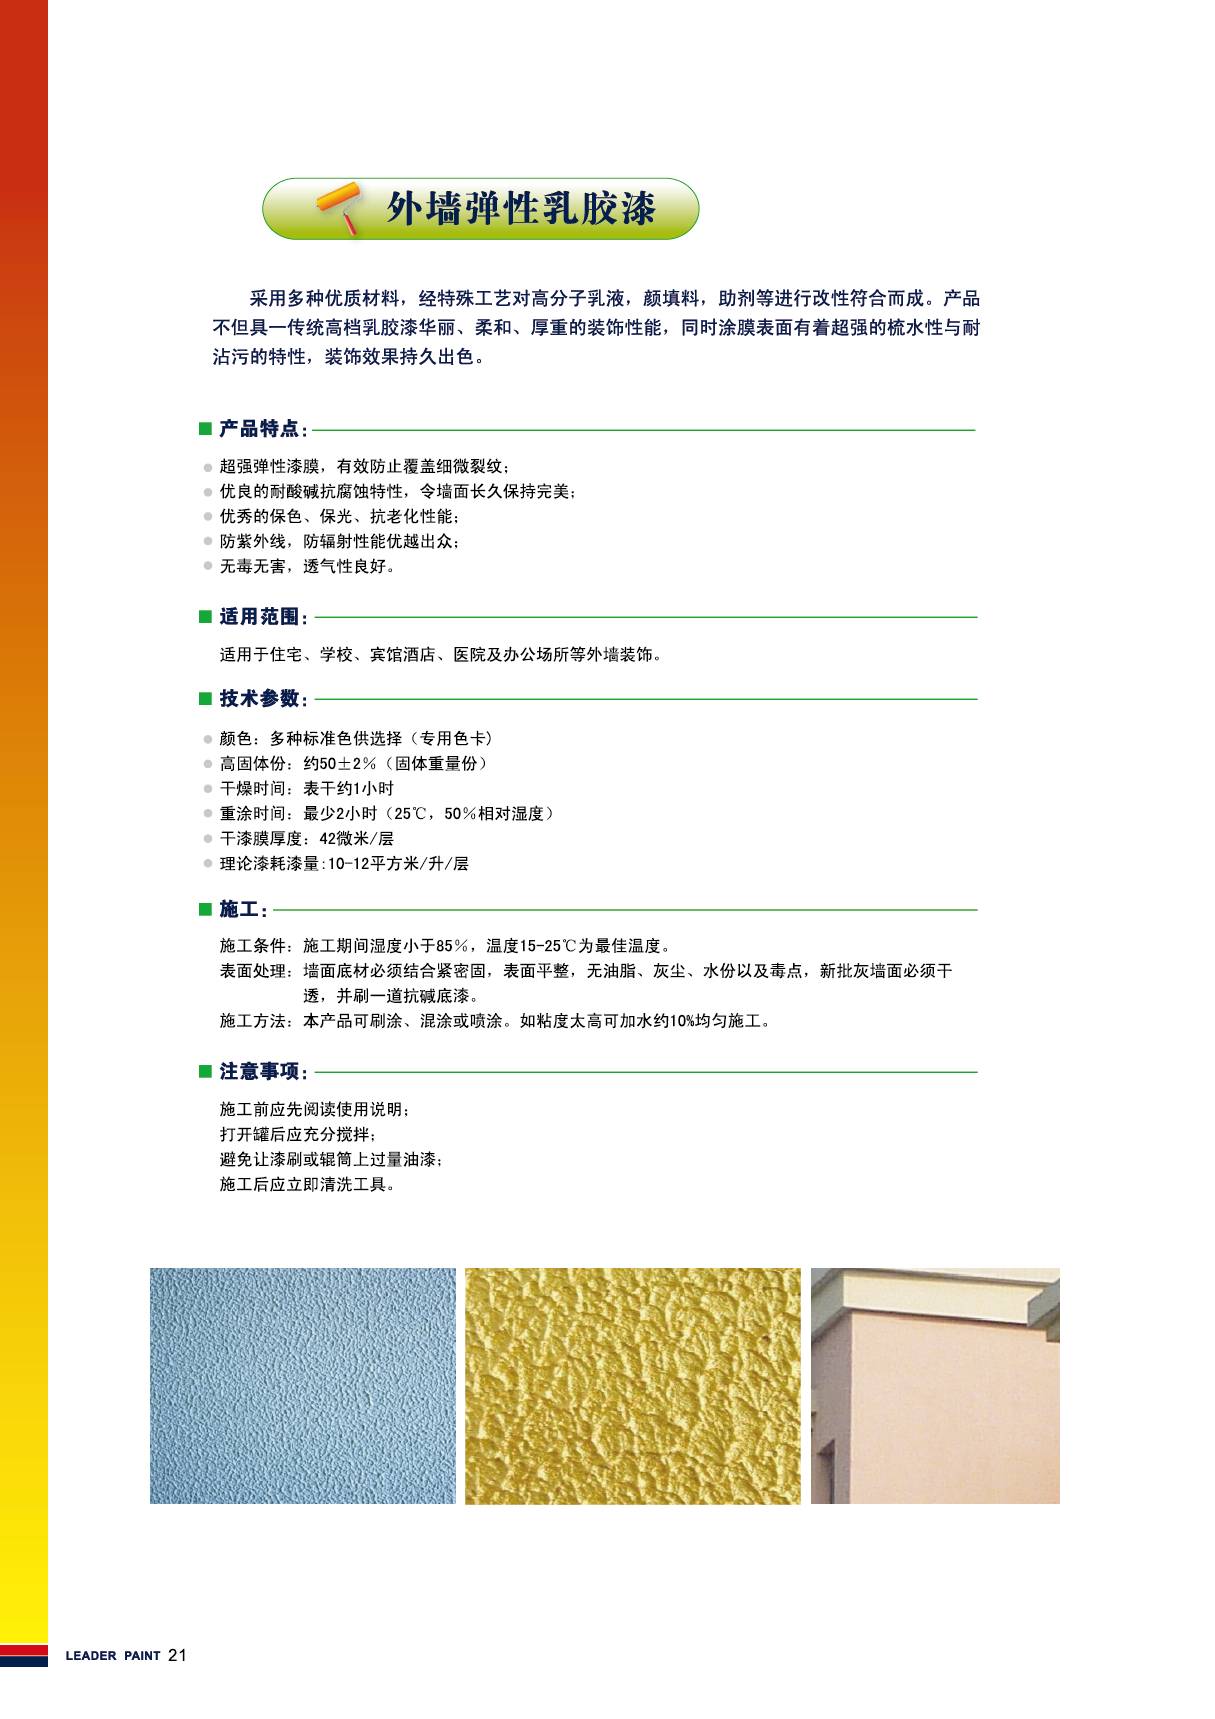 外墙弹性乳胶漆
采用多种优质材料，经特殊工艺对高分子乳液，颜填料，助剂等进行改性符合而成。产品
不但具一传统高档乳胶漆华丽、柔和、厚重的装饰性能，同时涂膜表面有着超强的梳水性与耐
沾污的特性，装饰效果持久出色。
产品特点：
超强弹性漆膜，有效防止覆盖细微裂纹；
优良的耐酸碱抗腐蚀特性，令墙面长久保持完美；
优秀的保色、保光、抗老化性能；
防紫外线，防辐射性能优越出众；
无毒无害，透气性良好。
适用范围：
适用于住宅、学校、宾馆酒店、医院及办公场所等外墙装饰。
技术参数：
颜色：多种标准色供选择（专用色卡）
高固体份：约50±2％（固体重量份）
干燥时间：表干约1小时
重涂时间：最少2小时（25℃，50％相对湿度）
干漆膜厚度：42微米/层
理论漆耗漆量:10-12平方米/升/层
施工：
施工条件：施工期间湿度小于85％，温度15-25℃为最佳温度。
表面处理：墙面底材必须结合紧密固，表面平整，无油脂、灰尘、水份以及毒点，新批灰墙面必须干
透，并刷一道抗碱底漆。
施工方法：本产品可刷涂、混涂或喷涂。如粘度太高可加水约10%均匀施工。
注意事项：
施工前应先阅读使用说明；
打开罐后应充分搅拌；
避免让漆刷或辊筒上过量油漆；
施工后应立即清洗工具。
LEADER PAINT 21